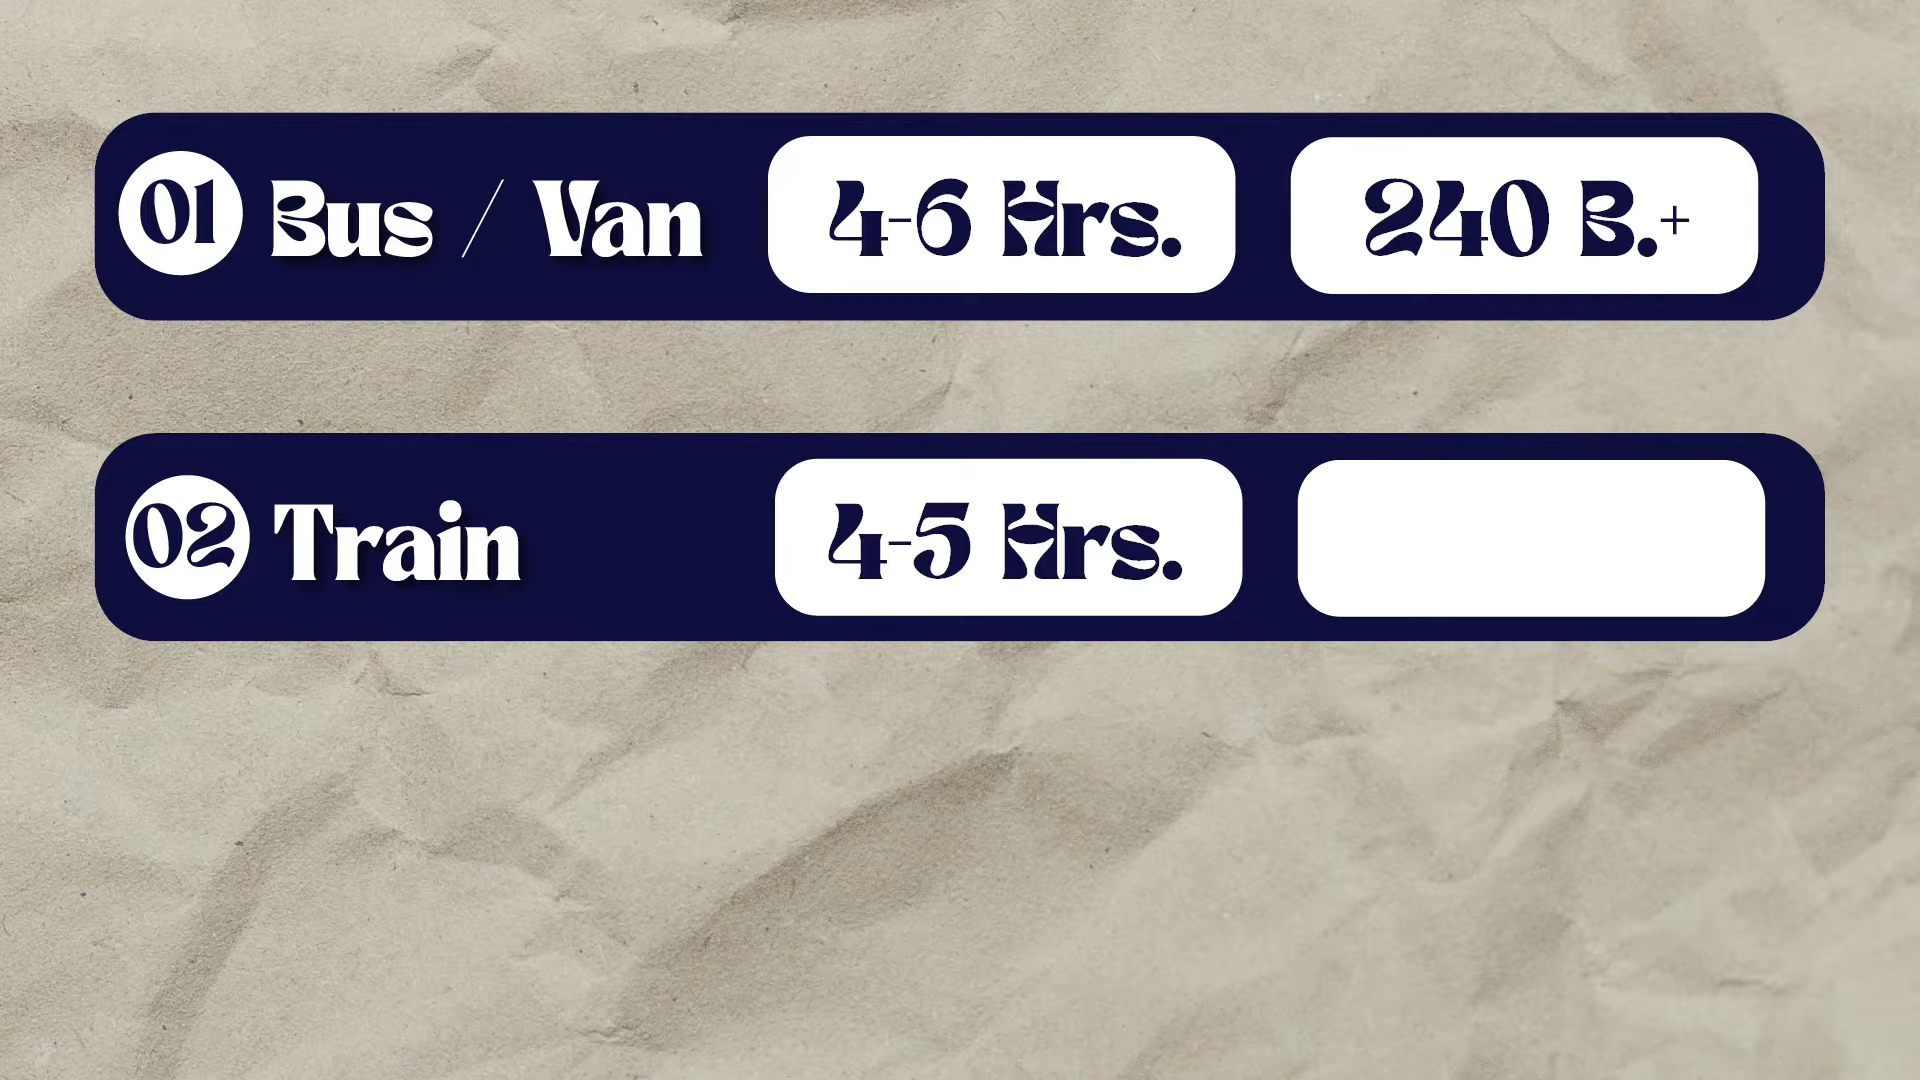 01 Bus / Van 4-6 Hrs. 240 B.+
02 Train 4-5 Hrs.